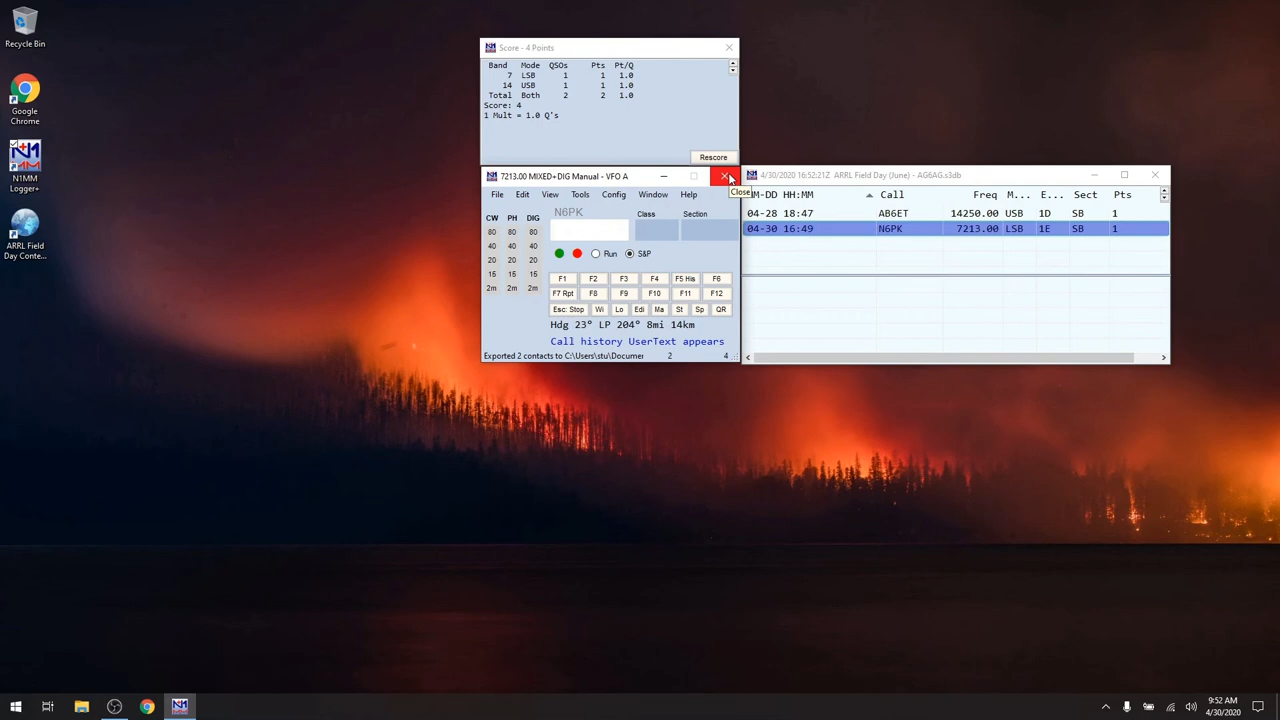 Recycle Bin
Google
Chrome
N1MM
Logger+
ARRL Field
Day Conte...
Score - 4 Points
Band Mode QSOs Pts Pt/Q
7 LSB 1 1 1.0
14 USB 1 1 1.0
Total Both 2 2 1.0
Score: 4
1 Mult = 1.0 Q's
Rescore
7213.00 MIXED+DIG Manual - VFO A
Close
File Edit View Tools Config Window Help
N6PK Class Section
CW PH DIG
80 80 80
40 40 40
20 20 20
15 15 15
2m 2m 2m
Run S&P
F1 F2 F3 F4 F5 His F6
F7 Rpt F8 F9 F10 F11 F12
Esc: Stop Wi Lo Edi Ma St Sp QR
Hdg 23° LP 204° 8mi 14km
Call history UserText appears
Exported 2 contacts to C:\Users\stu\Documer 2 4
4/30/2020 16:52:21Z ARRL Field Day (June) - AG6AG.s3db
MM-DD HH:MM Call Freq M... E... Sect Pts
04-28 18:47 AB6ET 14250.00 USB 1D SB 1
04-30 16:49 N6PK 7213.00 LSB 1E SB 1
9:52 AM
4/30/2020